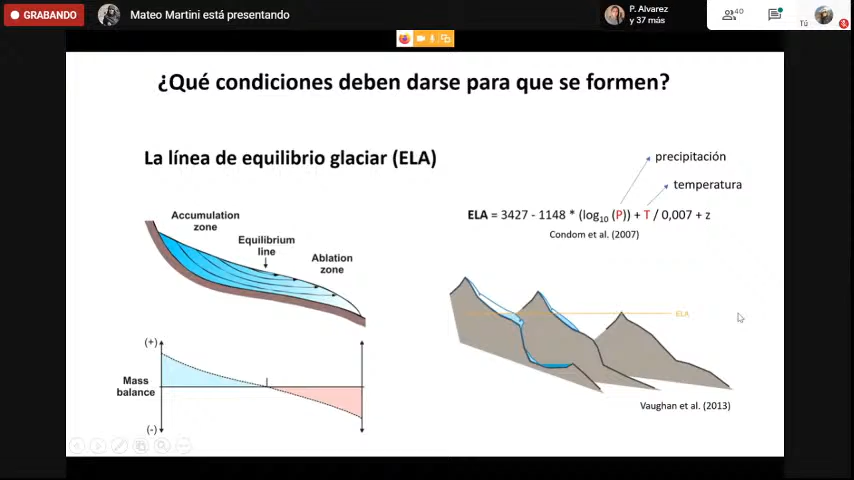 GRABANDO
Mateo Martini está presentando
P. Alvarez
y 37 más
40
Tú
¿Qué condiciones deben darse para que se formen?
La línea de equilibrio glaciar (ELA)
precipitación
temperatura
ELA = 3427 - 1148 * (log10 (P)) + T / 0,007 + z
Condom et al. (2007)
Accumulation
zone
Equilibrium
line
Ablation
zone
ELA
(+)
Mass
balance
(-)
Vaughan et al. (2013)